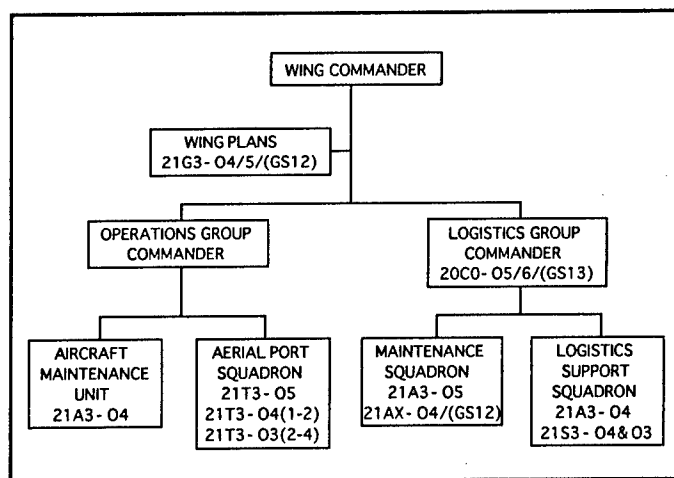 WING COMMANDER
WING PLANS
21G3- O4/5/(GS12)
OPERATIONS GROUP
COMMANDER
LOGISTICS GROUP
COMMANDER
20C0- O5/6/(GS13)
AIRCRAFT
MAINTENANCE
UNIT
21A3- O4
AERIAL PORT
SQUADRON
21T3- O5
21T3- O4(1-2)
21T3- O3(2-4)
MAINTENANCE
SQUADRON
21A3- O5
21AX- O4/(GS12)
LOGISTICS
SUPPORT
SQUADRON
21A3- O4
21S3- O4&O3